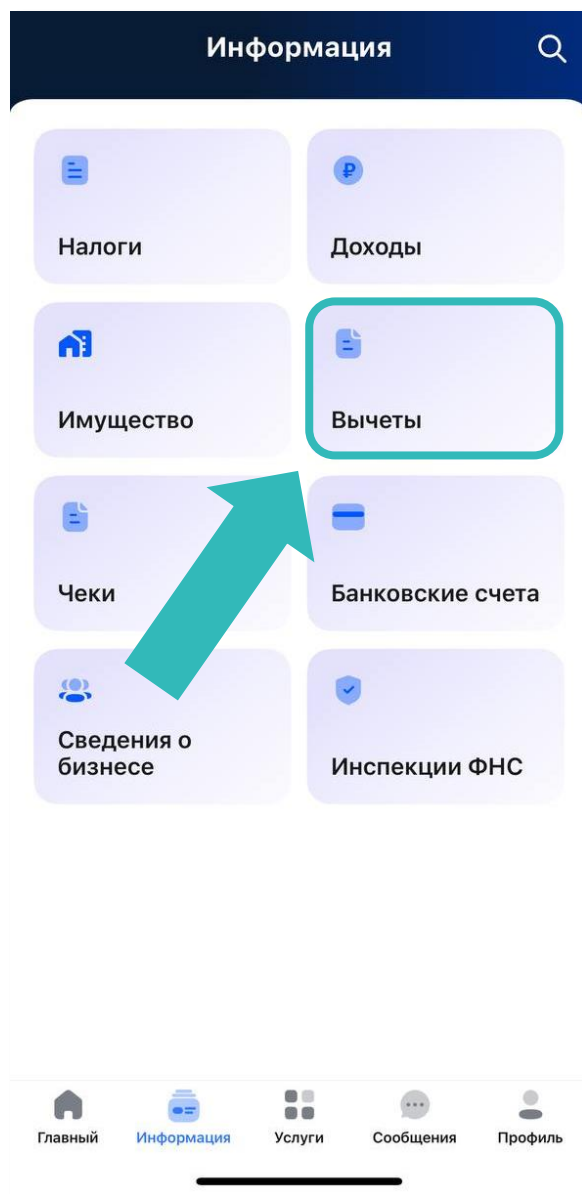 Информация
Налоги
Доходы
Имущество
Вычеты
Чеки
Банковские счета
Сведения о
бизнесе
Инспекции ФНС
Главный
Информация
Услуги
Сообщения
Профиль